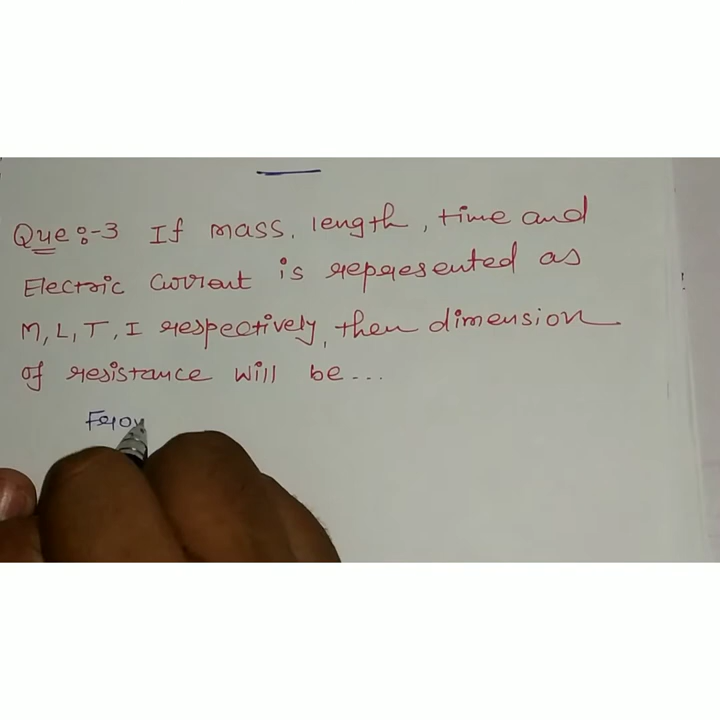 Que:-3 If mass, length, time and
Electric Current is represented as
M, L, T, I respectively, then dimension
of resistance will be...
From